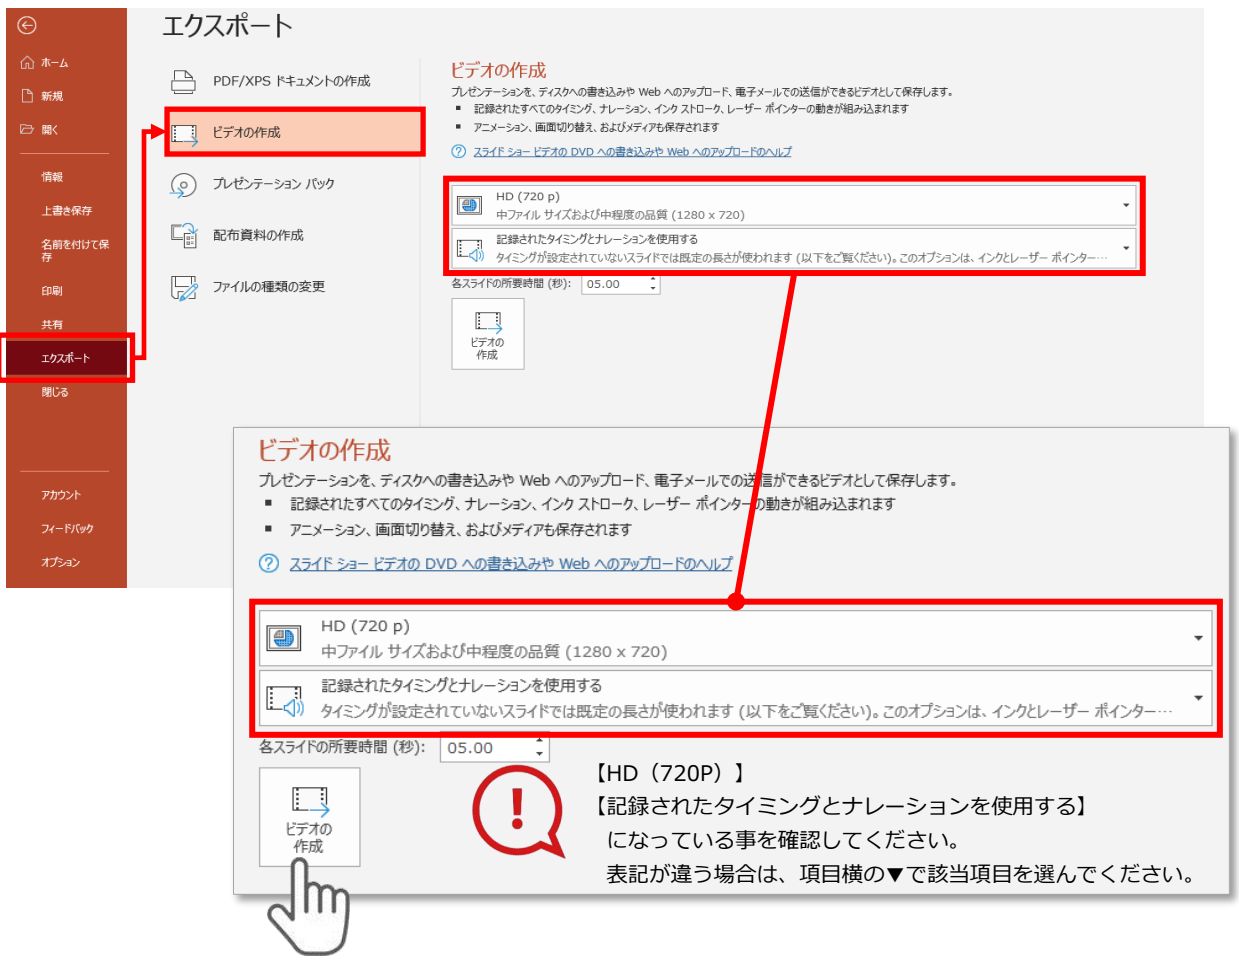 エクスポート
ホーム
新規
開く
情報
上書き保存
名前を付けて保
存
印刷
共有
エクスポート
閉じる
アカウント
フィードバック
オプション
PDF/XPS ドキュメントの作成
ビデオの作成
プレゼンテーション パック
配布資料の作成
ファイルの種類の変更
ビデオの作成
プレゼンテーションを、ディスクへの書き込みや Web へのアップロード、電子メールでの送信ができるビデオとして保存します。
▪ 記録されたすべてのタイミング、ナレーション、インク ストローク、レーザー ポインターの動きが組み込まれます
▪ アニメーション、画面切り替え、およびメディアも保存されます
? スライド ショー ビデオの DVD への書き込みや Web へのアップロードのヘルプ
HD (720 p)
中ファイル サイズおよび中程度の品質 (1280 x 720)
記録されたタイミングとナレーションを使用する
タイミングが設定されていないスライドでは既定の長さが使われます (以下をご覧ください)。このオプションは、インクとレーザー ポインター…
各スライドの所要時間 (秒): 05.00
ビデオの
作成
ビデオの作成
プレゼンテーションを、ディスクへの書き込みや Web へのアップロード、電子メールでの送信ができるビデオとして保存します。
▪ 記録されたすべてのタイミング、ナレーション、インク ストローク、レーザー ポインターの動きが組み込まれます
▪ アニメーション、画面切り替え、およびメディアも保存されます
? スライド ショー ビデオの DVD への書き込みや Web へのアップロードのヘルプ
HD (720 p)
中ファイル サイズおよび中程度の品質 (1280 x 720)
記録されたタイミングとナレーションを使用する
タイミングが設定されていないスライドでは既定の長さが使われます (以下をご覧ください)。このオプションは、インクとレーザー ポインター…
各スライドの所要時間 (秒): 05.00
ビデオの
作成
!
【HD（720P）】
【記録されたタイミングとナレーションを使用する】
になっている事を確認してください。
表記が違う場合は、項目横の▼で該当項目を選んでください。